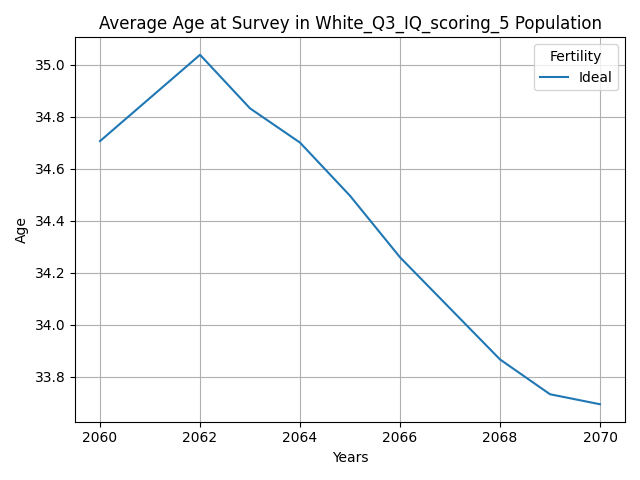 Average Age at Survey in White_Q3_IQ_scoring_5 Population
Fertility
Ideal
35.0
34.8
34.6
34.4
34.2
34.0
33.8
Age
2060
2062
2064
2066
2068
2070
Years